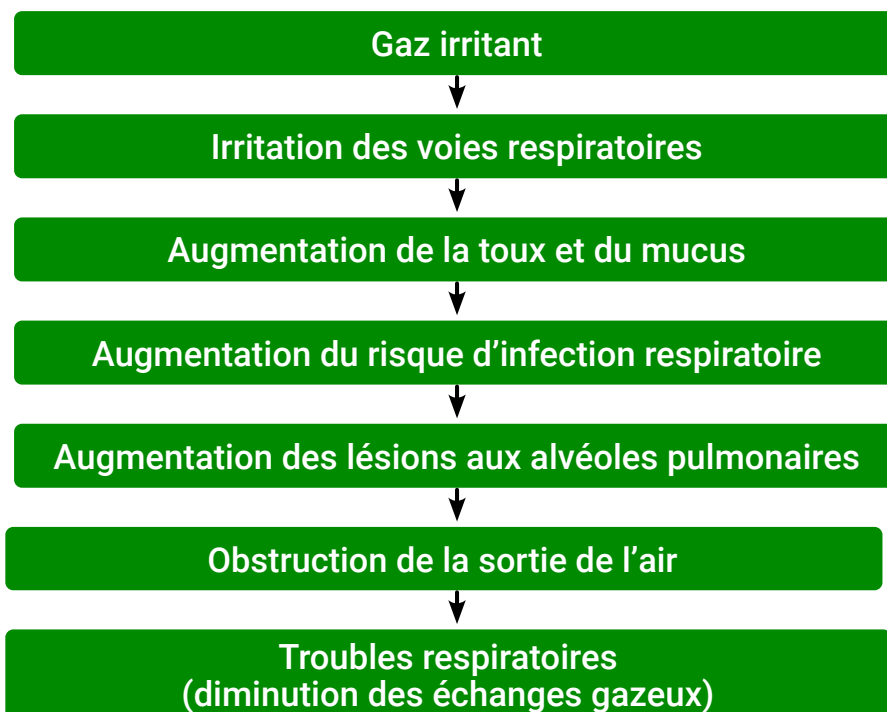 Gaz irritant
Irritation des voies respiratoires
Augmentation de la toux et du mucus
Augmentation du risque d’infection respiratoire
Augmentation des lésions aux alvéoles pulmonaires
Obstruction de la sortie de l’air
Troubles respiratoires
(diminution des échanges gazeux)